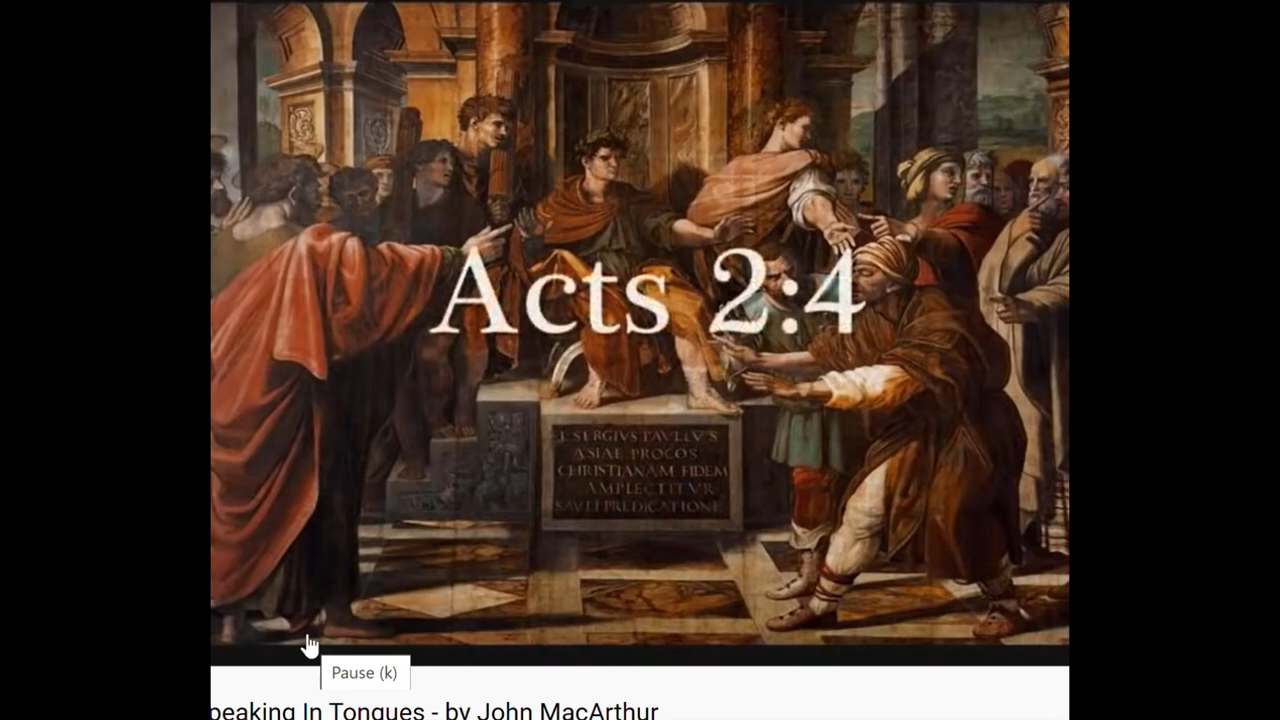 Acts 2:4
L SERGIVS PAVLLVS
ASIAE PROCOS
CHRISTIANAM FIDEM
AMPLECTITVR
SAVLI PREDICATIONE
Pause (k)
peaking In Tongues - by John MacArthur